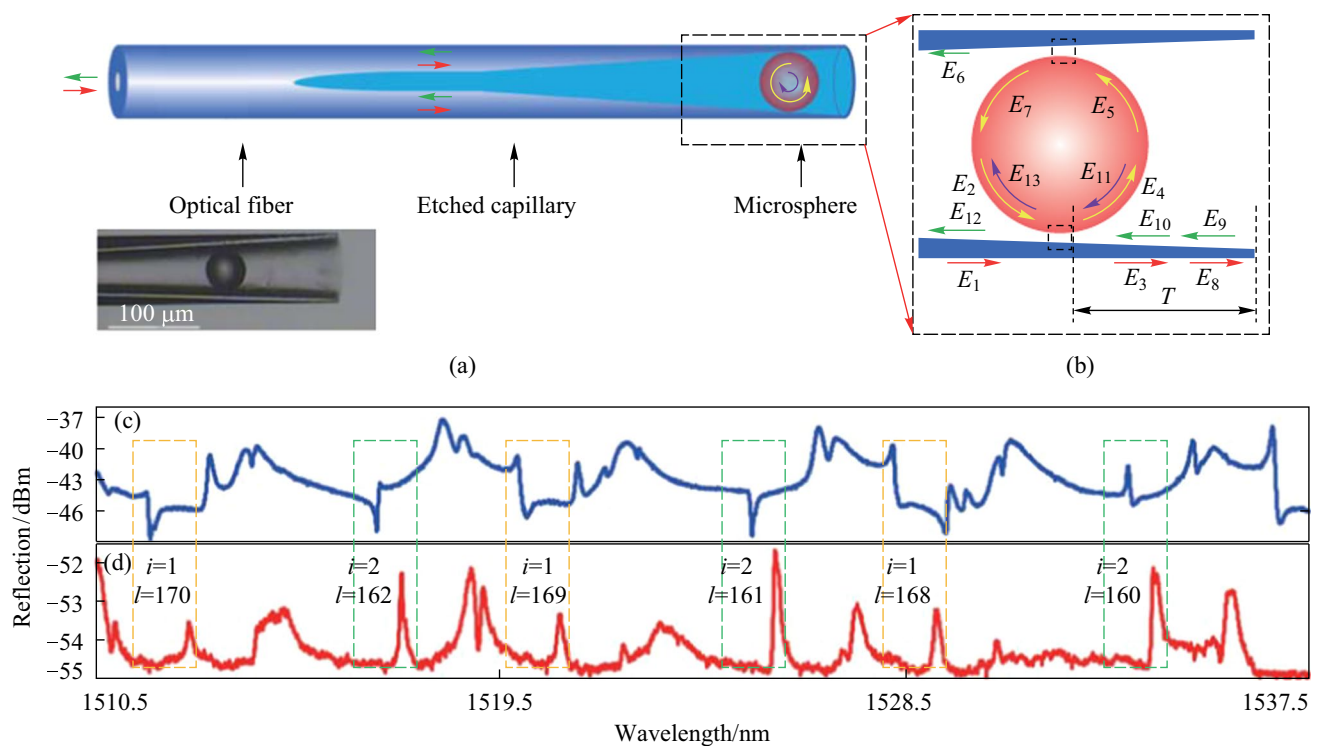 Optical fiber
Etched capillary
Microsphere
100 μm
(a)
E6
E7
E5
E13
E11
E2
E4
E12
E10
E9
E1
E3
E8
T
(b)
Reflection/dBm
(c)
−37
−40
−43
−46
(d)
−52
−53
−54
−55
i=1
l=170
i=2
l=162
i=1
l=169
i=2
l=161
i=1
l=168
i=2
l=160
1510.5 1519.5 1528.5 1537.5
Wavelength/nm